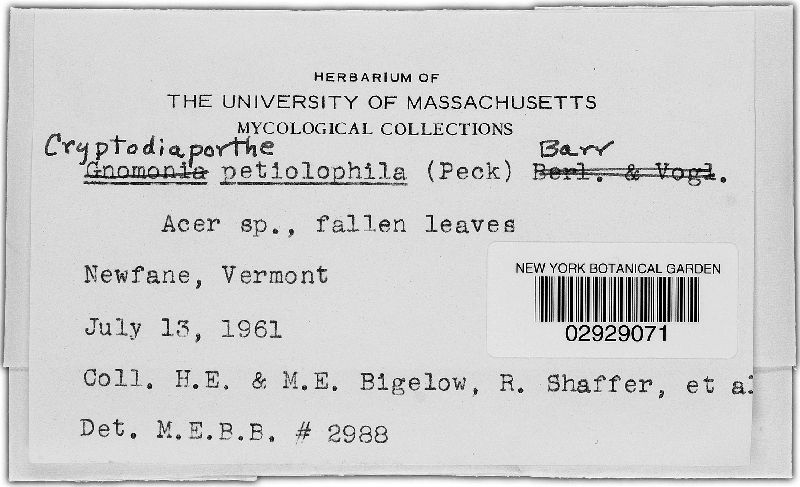 HERBARIUM OF
THE UNIVERSITY OF MASSACHUSETTS
MYCOLOGICAL COLLECTIONS
Cryptodiaporthe Barr
Gnomonia petiolophila (Peck) Berl. & Vogl.
Acer sp., fallen leaves
Newfane, Vermont
NEW YORK BOTANICAL GARDEN
02929071
July 13, 1961
Coll. H.E. & M.E. Bigelow, R. Shaffer, et al
Det. M.E.B.B. # 2988